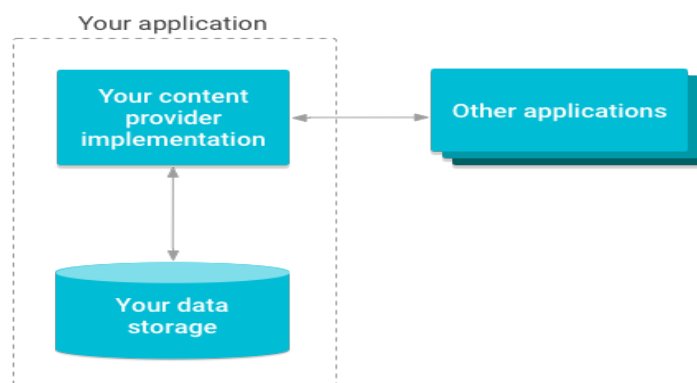 Your application
Your content
provider
implementation
Other applications
Your data
storage